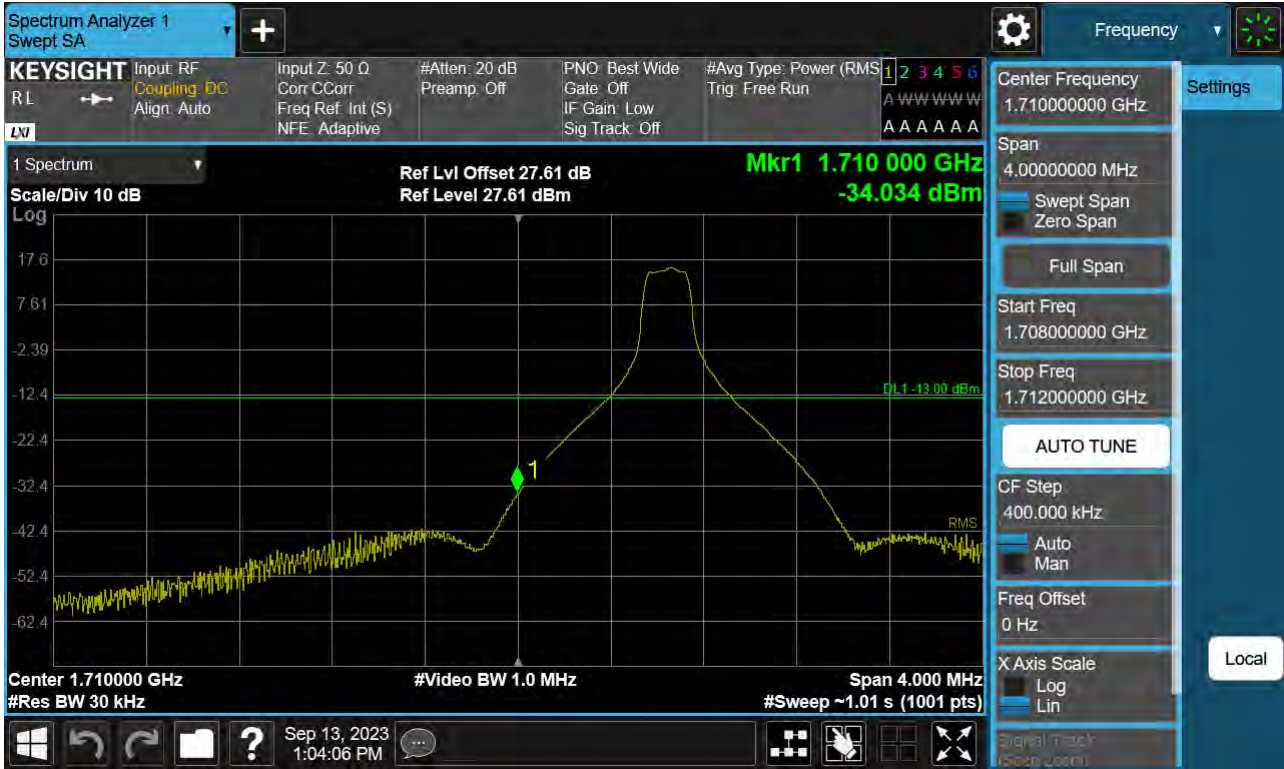 Spectrum Analyzer 1
Swept SA
+
Frequency
KEYSIGHT
R L
LXI
Input: RF
Coupling: DC
Align: Auto
Input Z: 50 Ω
Corr CCorr
Freq Ref: Int (S)
NFE: Adaptive
#Atten: 20 dB
Preamp: Off
PNO: Best Wide
Gate: Off
IF Gain: Low
Sig Track: Off
#Avg Type: Power (RMS
Trig: Free Run
1 2 3 4 5 6
A W W W W W
A A A A A A
1 Spectrum
Scale/Div 10 dB
Ref Lvl Offset 27.61 dB
Ref Level 27.61 dBm
Mkr1 1.710 000 GHz
-34.034 dBm
Log
17.6
7.61
-2.39
-12.4
-22.4
-32.4
-42.4
-52.4
-62.4
DL1 -13.00 dBm
1
RMS
Center 1.710000 GHz
#Video BW 1.0 MHz
Span 4.000 MHz
#Res BW 30 kHz
#Sweep ~1.01 s (1001 pts)
Center Frequency
1.710000000 GHz
Span
4.00000000 MHz
Swept Span
Zero Span
Full Span
Start Freq
1.708000000 GHz
Stop Freq
1.712000000 GHz
AUTO TUNE
CF Step
400.000 kHz
Auto
Man
Freq Offset
0 Hz
X Axis Scale
Log
Lin
Signal Track
(Span Zoom)
Settings
Local
?
Sep 13, 2023
1:04:06 PM